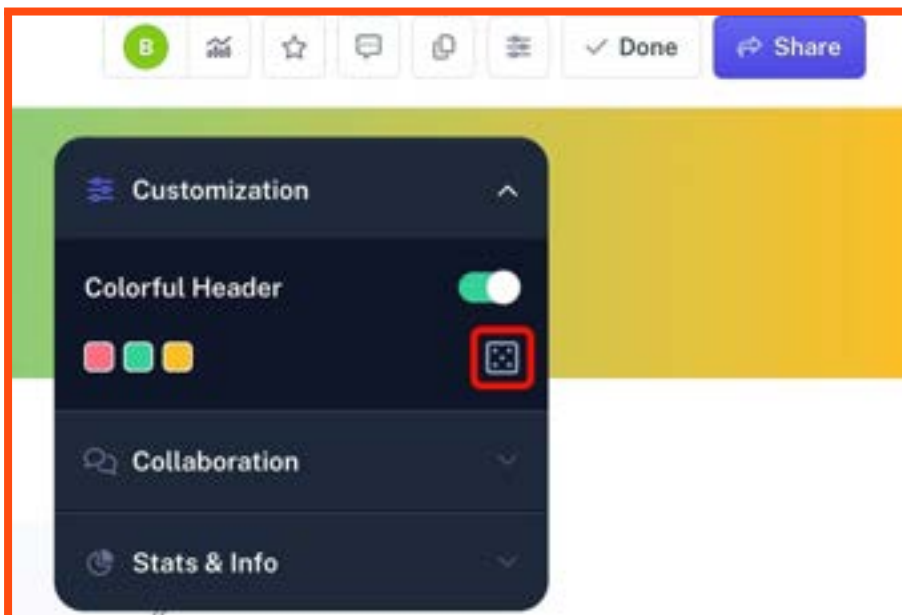 B
Done
Share
Customization
Colorful Header
Collaboration
Stats & Info